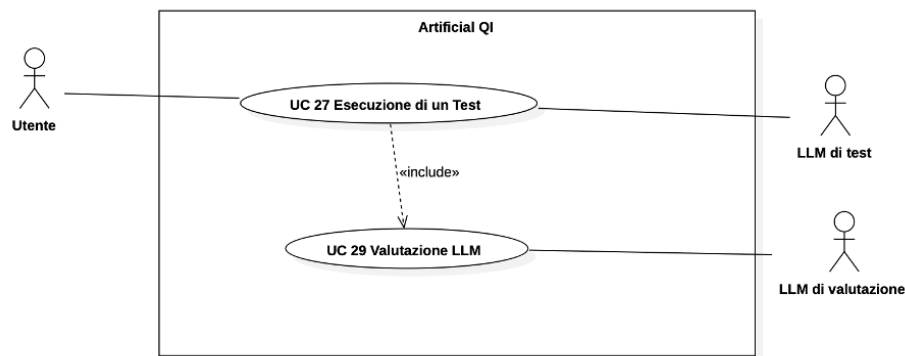 Artificial QI
UC 27 Esecuzione di un Test
Utente
LLM di test
«include»
UC 29 Valutazione LLM
LLM di valutazione